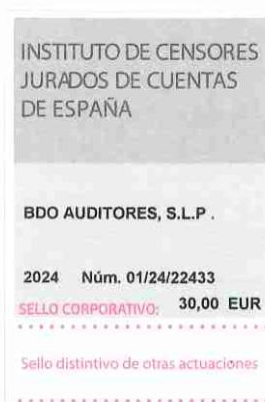 INSTITUTO DE CENSORES
JURADOS DE CUENTAS
DE ESPAÑA
BDO AUDITORES, S.L.P .
2024 Núm. 01/24/22433
SELLO CORPORATIVO: 30,00 EUR
Sello distintivo de otras actuaciones